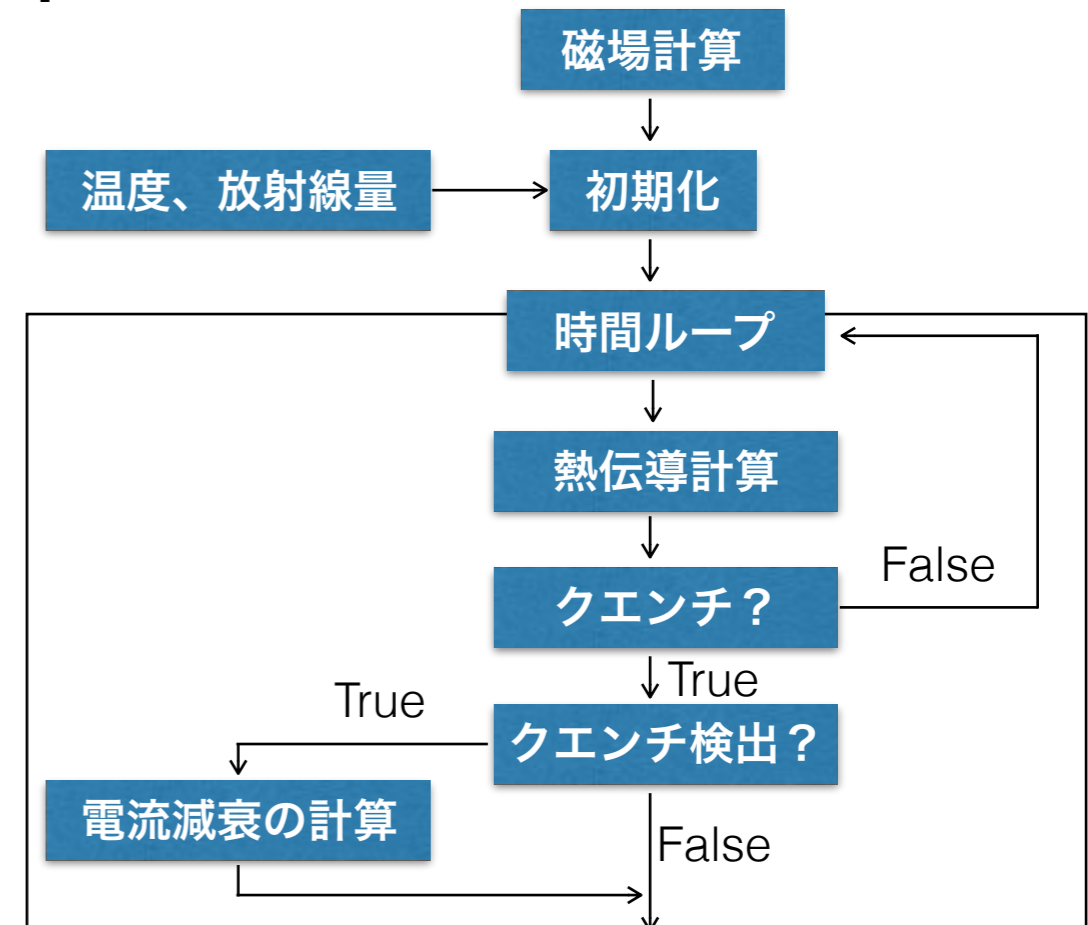 磁場計算
温度、放射線量
初期化
時間ループ
熱伝導計算
False
クエンチ？
True
True
クエンチ検出？
電流減衰の計算
False